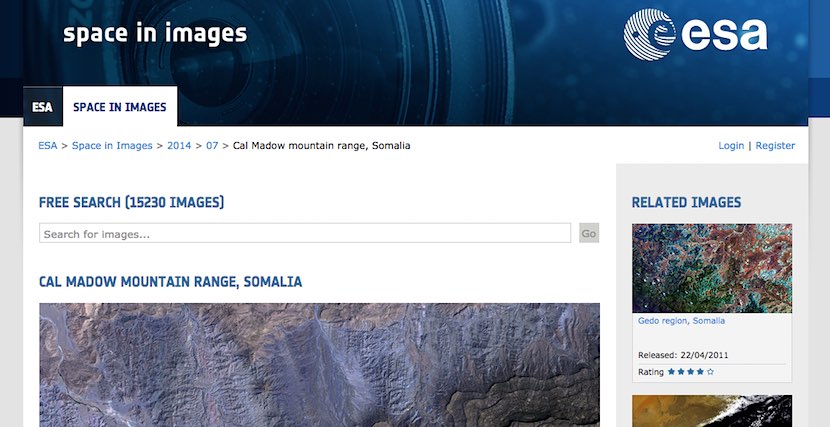 space in images
esa
ESA
SPACE IN IMAGES
ESA > Space in Images > 2014 > 07 > Cal Madow mountain range, Somalia
Login | Register
FREE SEARCH (15230 IMAGES)
Search for images...
Go
CAL MADOW MOUNTAIN RANGE, SOMALIA
RELATED IMAGES
Gedo region, Somalia
Released: 22/04/2011
Rating